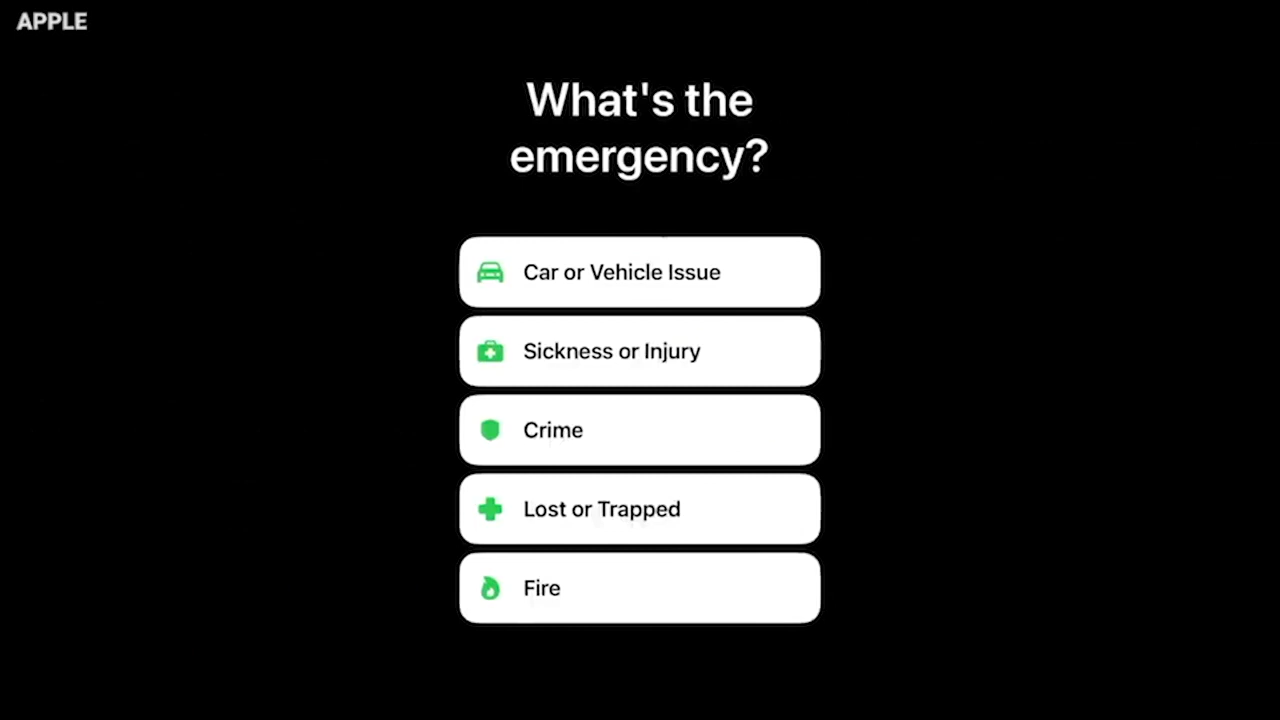 APPLE
What's the
emergency?
Car or Vehicle Issue
Sickness or Injury
Crime
Lost or Trapped
Fire